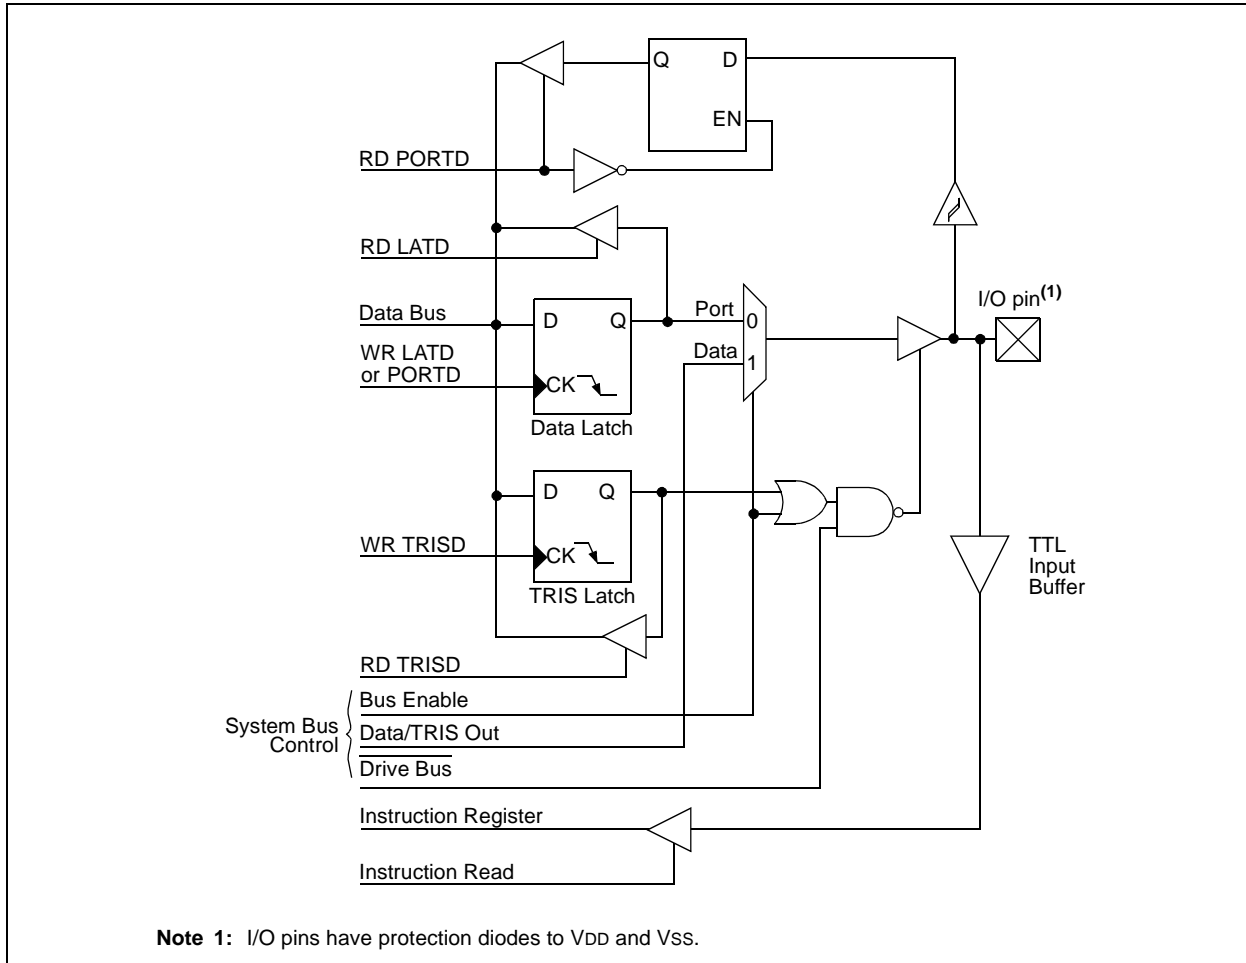 Q D
EN
RD PORTD
RD LATD
I/O pin(1)
Port
0
Data Bus
D Q
Data
1
WR LATD
or PORTD
CK
Data Latch
D Q
WR TRISD
CK
TRIS Latch
TTL
Input
Buffer
RD TRISD
Bus Enable
System Bus
Control
Data/TRIS Out
Drive Bus
Instruction Register
Instruction Read
Note 1: I/O pins have protection diodes to VDD and VSS.